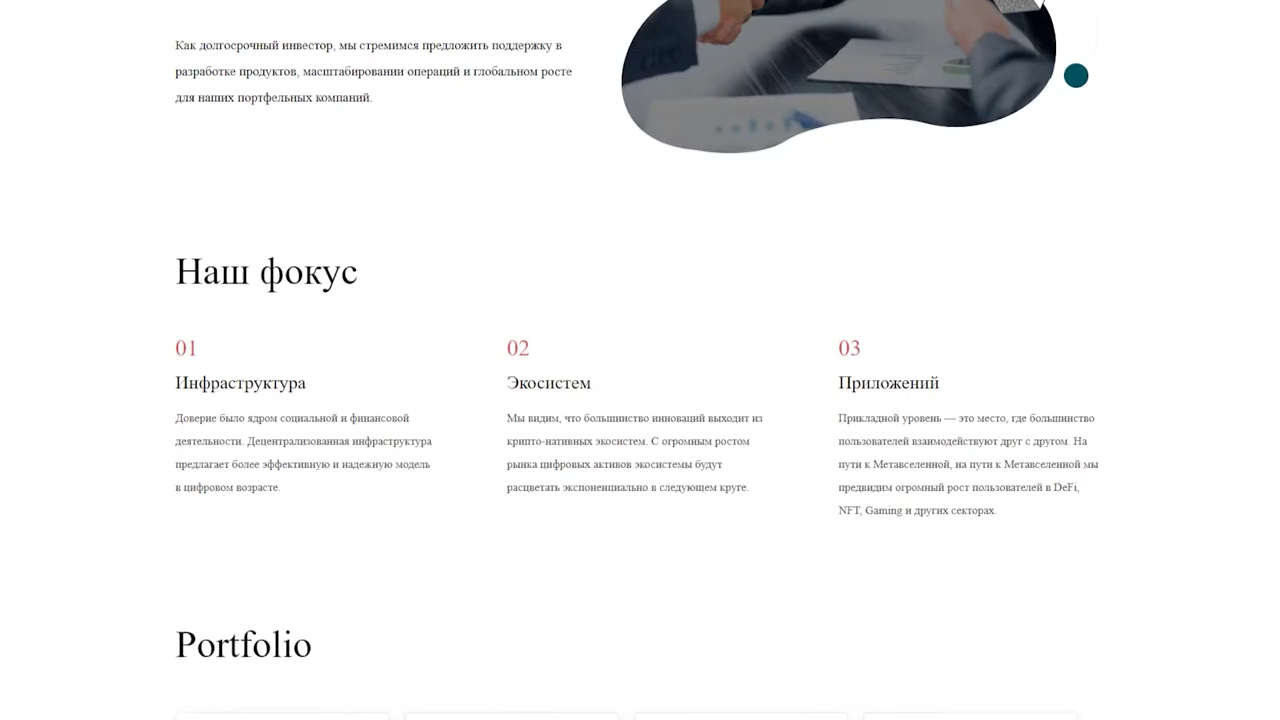 Как долгосрочный инвестор, мы стремимся предложить поддержку в
разработке продуктов, масштабировании операций и глобальном росте
для наших портфельных компаний.
Наш фокус
01
Инфраструктура
Доверие было ядром социальной и финансовой
деятельности. Децентрализованная инфраструктура
предлагает более эффективную и надежную модель
в цифровом возрасте.
02
Экосистем
Мы видим, что большинство инноваций выходит из
крипто-нативных экосистем. С огромным ростом
рынка цифровых активов экосистемы будут
расцветать экспоненциально в следующем круге.
03
Приложений
Прикладной уровень — это место, где большинство
пользователей взаимодействуют друг с другом. На
пути к Метавселенной, на пути к Метавселенной мы
предвидим огромный рост пользователей в DeFi,
NFT, Gaming и других секторах.
Portfolio